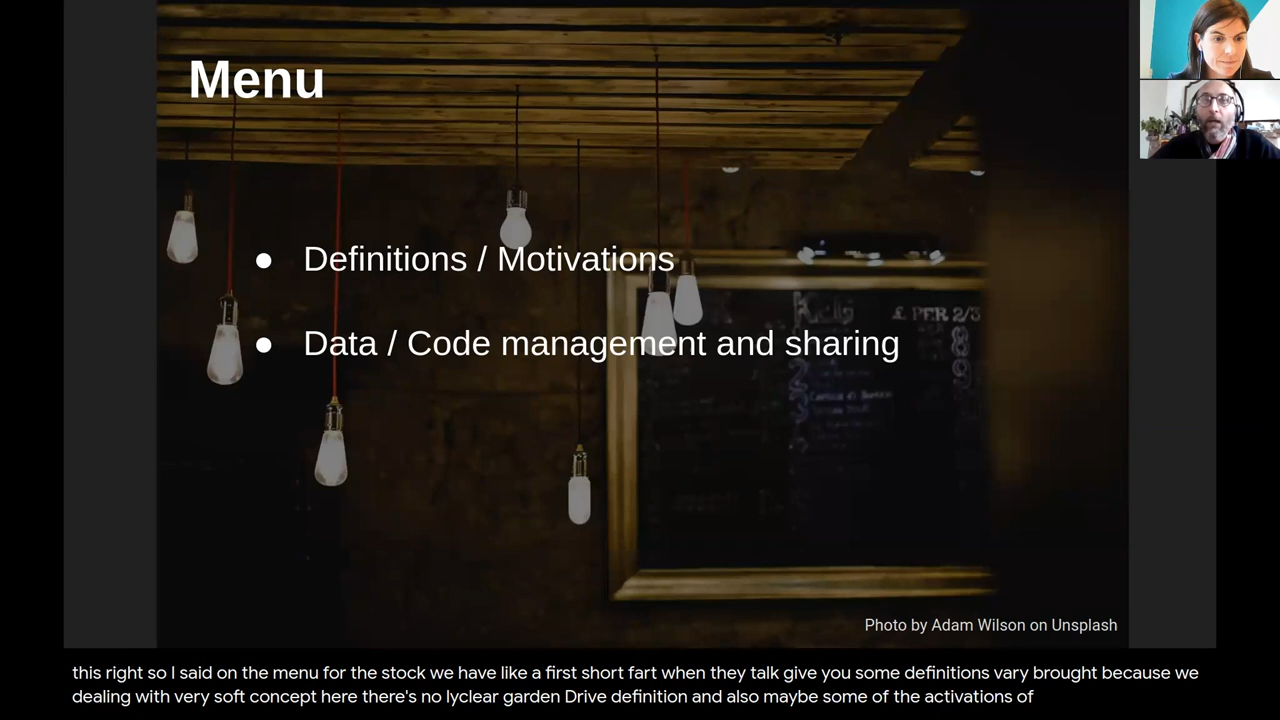 Menu
● Definitions / Motivations
● Data / Code management and sharing
£ PER 2/3
Photo by Adam Wilson on Unsplash
this right so I said on the menu for the stock we have like a first short fart when they talk give you some definitions vary brought because we
dealing with very soft concept here there's no lyclear garden Drive definition and also maybe some of the activations of